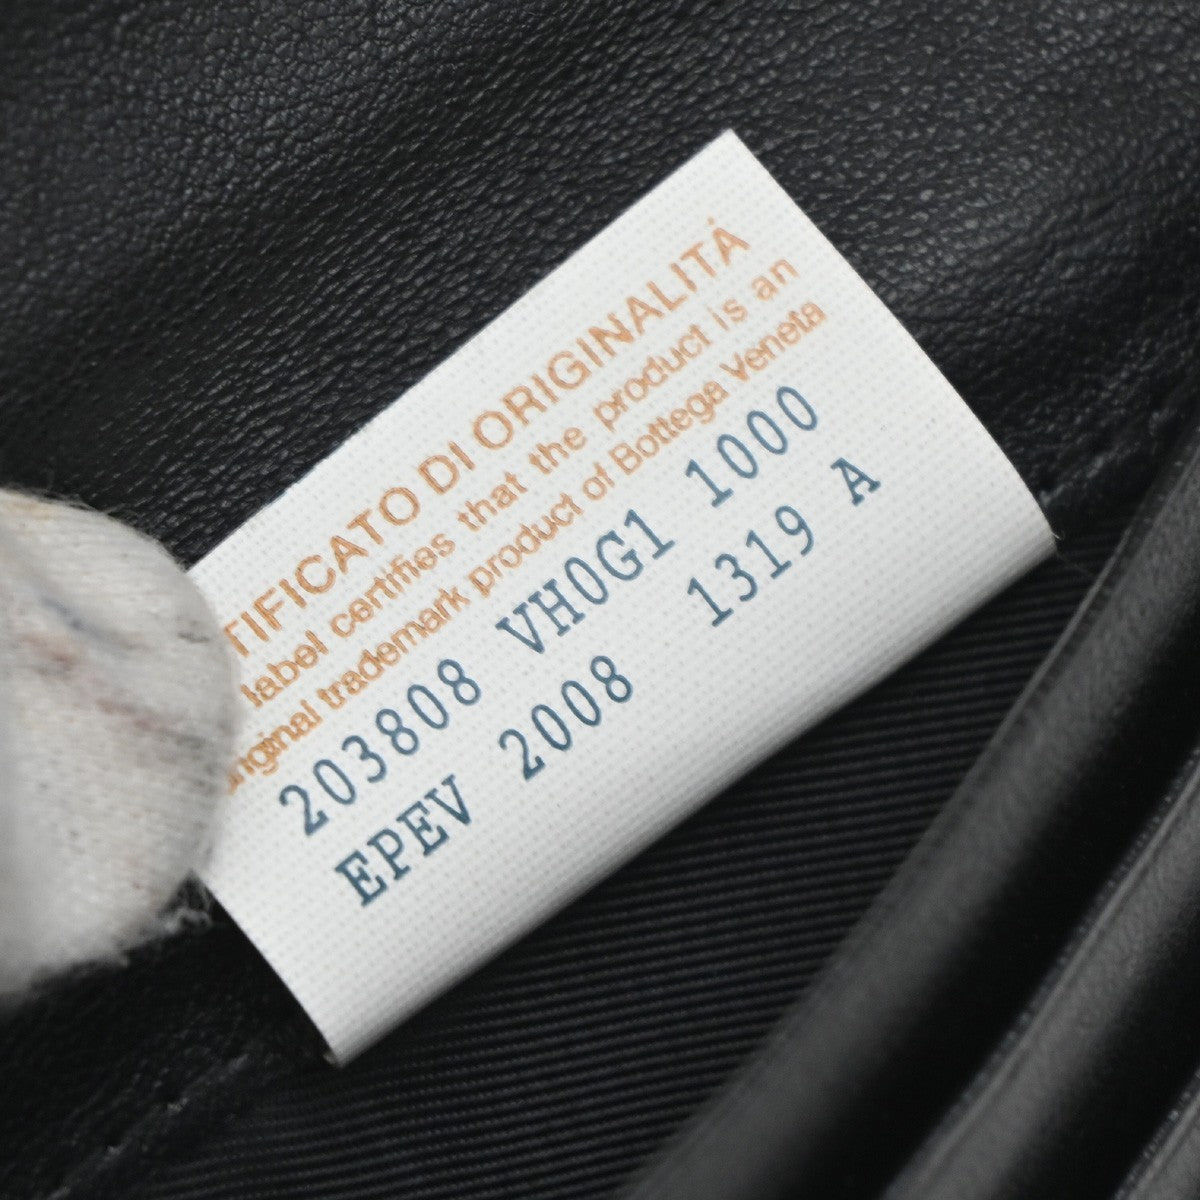 TIFICATO DI ORIGINALITÁ
label certifies that the product is an
original trademark product of Bottega Veneta
203808 VH0G1 1000
EPEV 2008 1319 A